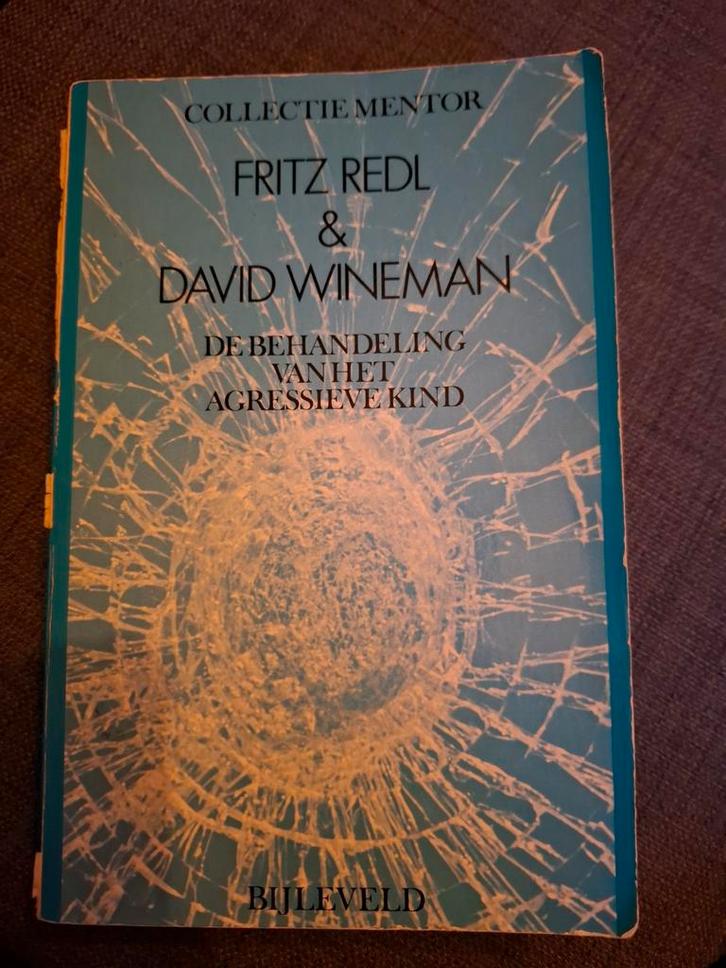 COLLECTIE MENTOR
FRITZ REDL
&
DAVID WINEMAN
DE BEHANDELING
VAN HET
AGRESSIEVE KIND
BIJLEVELD